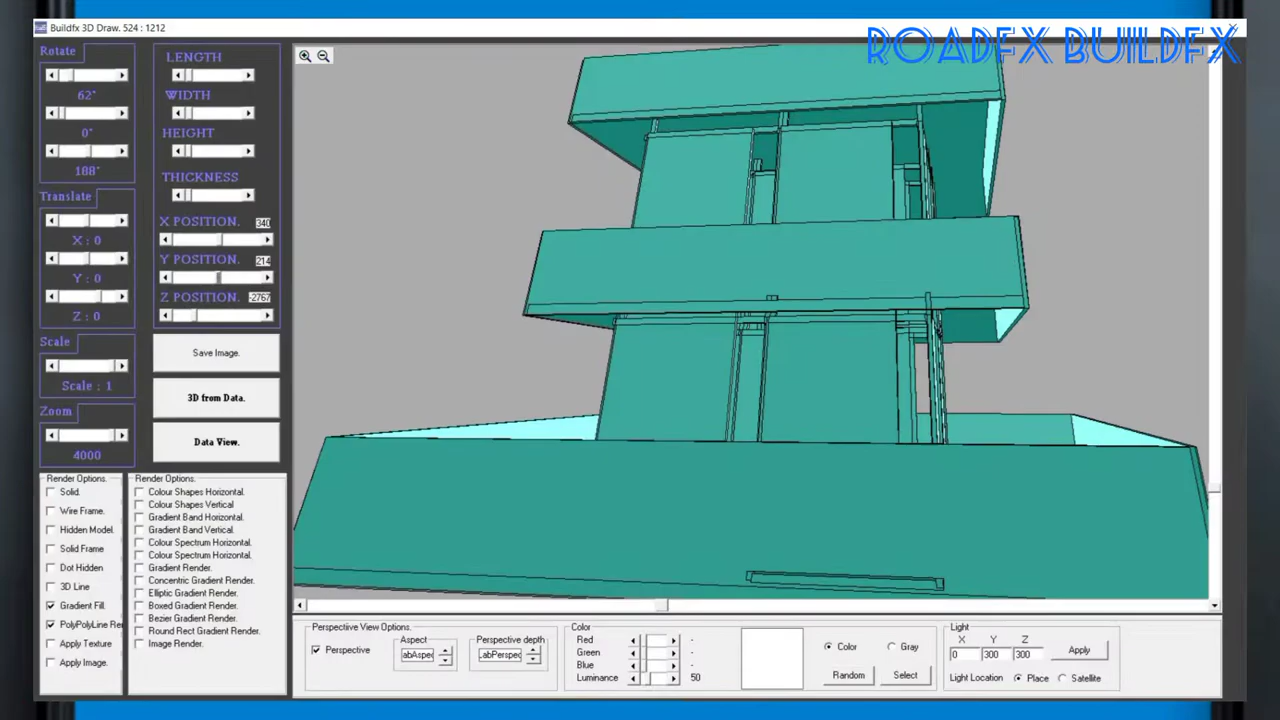 Buildfx 3D Draw. 524 : 1212
ROADFX BUILDFX
Rotate
62°
0°
188°
Translate
X : 0
Y : 0
Z : 0
Scale
Scale : 1
Zoom
4000
LENGTH
WIDTH
HEIGHT
THICKNESS
X POSITION. 340
Y POSITION. 214
Z POSITION. -2767
Save Image.
3D from Data.
Data View.
Render Options.
Solid.
Wire Frame.
Hidden Model.
Solid Frame
Dot Hidden
3D Line
Gradient Fill.
PolyPolyLine Re
Apply Texture
Apply Image.
Render Options.
Colour Shapes Horizontal.
Colour Shapes Vertical
Gradient Band Horizontal.
Gradient Band Vertical.
Colour Spectrum Horizontal.
Colour Spectrum Horizontal.
Gradient Render.
Concentric Gradient Render.
Elliptic Gradient Render.
Boxed Gradient Render.
Bezier Gradient Render.
Round Rect Gradient Render.
Image Render.
Perspective View Options.
Perspective
Aspect
abAspec
Perspective depth
.abPerspec
Color
Red -
Green -
Blue -
Luminance 50
Color
Gray
Random
Select
Light
X Y Z
0 300 300
Apply
Light Location Place Satellite